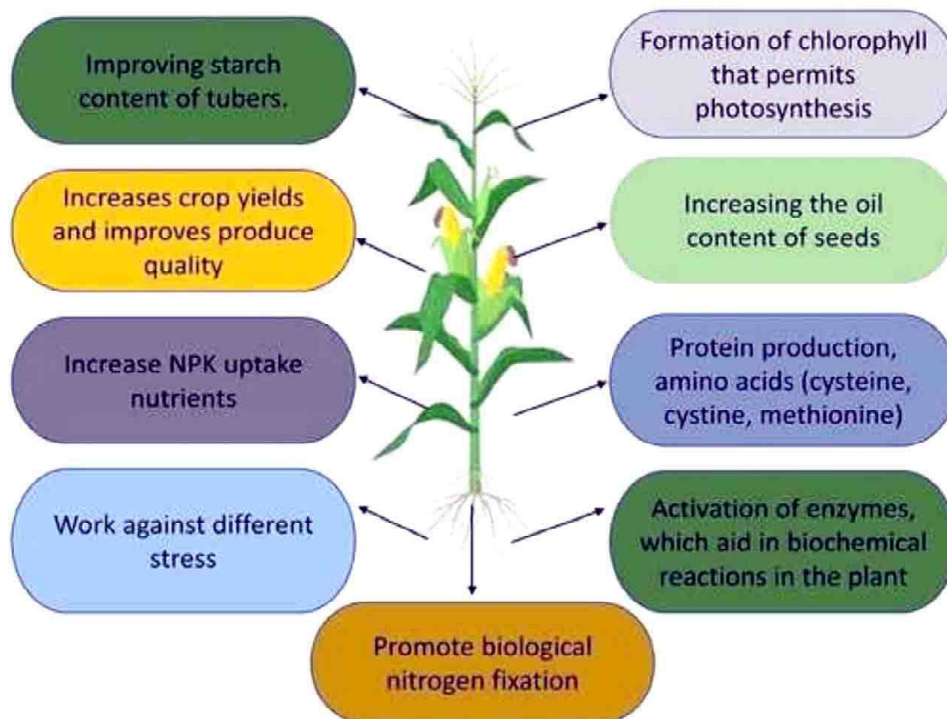 Improving starch
content of tubers.
Formation of chlorophyll
that permits
photosynthesis
Increases crop yields
and improves produce
quality
Increasing the oil
content of seeds
Increase NPK uptake
nutrients
Protein production,
amino acids (cysteine,
cystine, methionine)
Work against different
stress
Activation of enzymes,
which aid in biochemical
reactions in the plant
Promote biological
nitrogen fixation